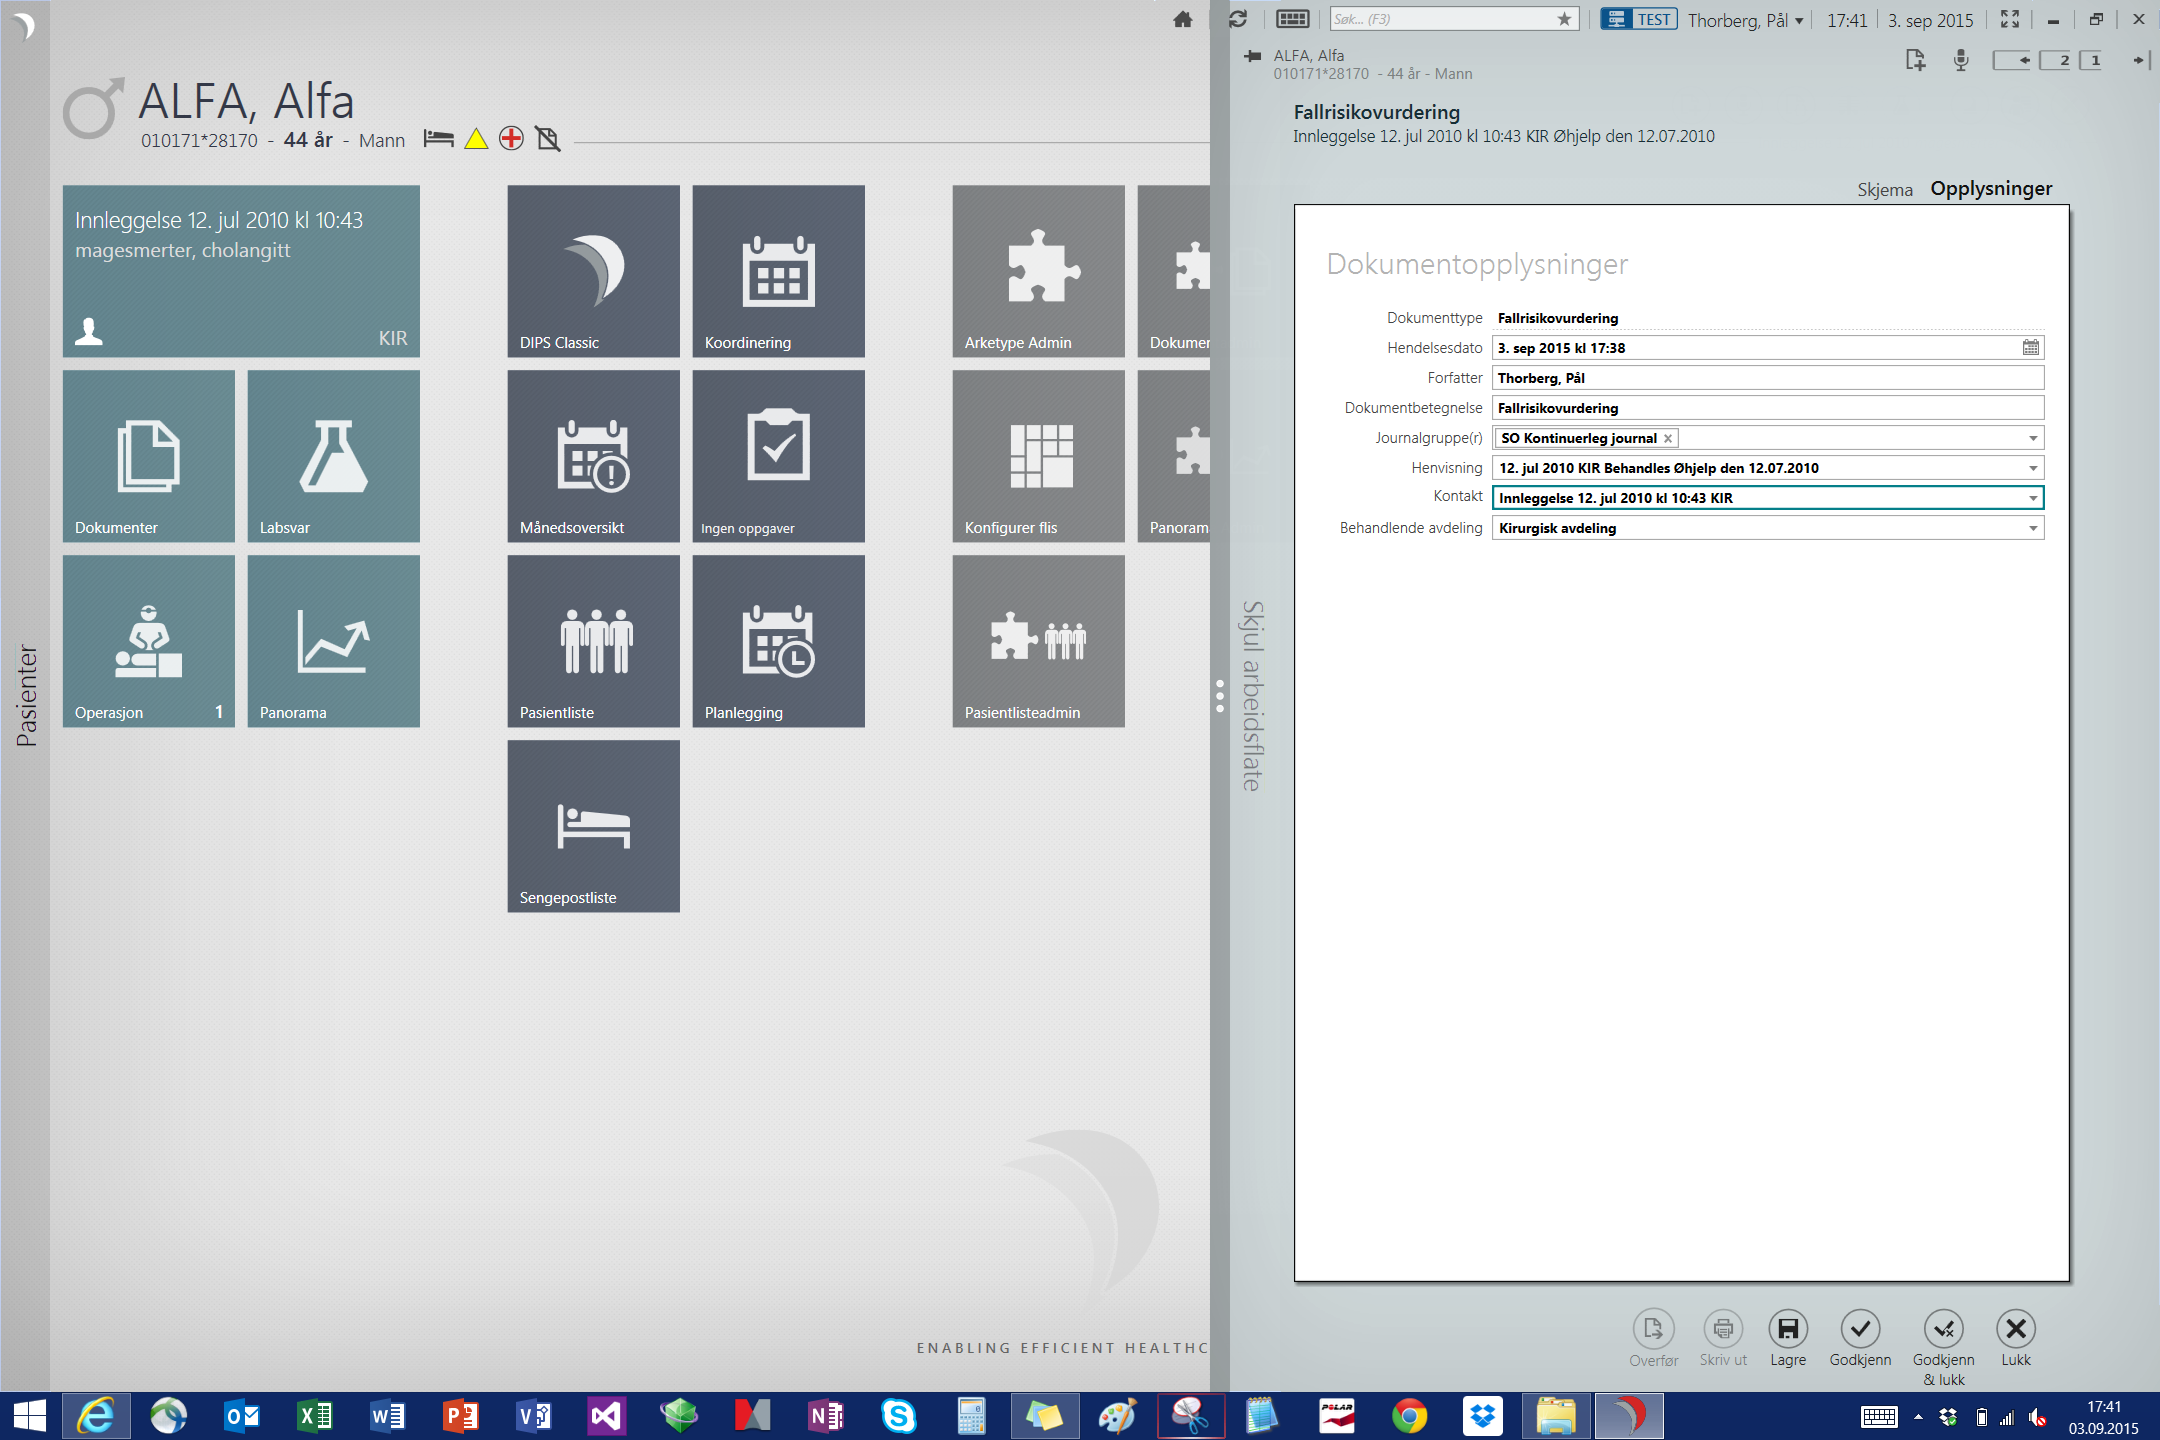 Pasienter
ALFA, Alfa
010171*28170 - 44 år - Mann
Innleggelse 12. jul 2010 kl 10:43
magesmerter, cholangitt
KIR
Dokumenter
Labsvar
Operasjon 1
Panorama
DIPS Classic
Koordinering
Månedsoversikt
Ingen oppgaver
Pasientliste
Planlegging
Sengepostliste
Arketype Admin
Dokumen
Konfigurer flis
Panoram
Pasientlisteadmin
ENABLING EFFICIENT HEALTHC
Søk... (F3)
TEST
Thorberg, Pål
17:41
3. sep 2015
ALFA, Alfa
010171*28170 - 44 år - Mann
2
1
Fallrisikovurdering
Innleggelse 12. jul 2010 kl 10:43 KIR Øhjelp den 12.07.2010
Skjema Opplysninger
Skjul arbeidsflate
Dokumentopplysninger
Dokumenttype Fallrisikovurdering
Hendelsesdato 3. sep 2015 kl 17:38
Forfatter Thorberg, Pål
Dokumentbetegnelse Fallrisikovurdering
Journalgruppe(r) SO Kontinuerleg journal
Henvisning 12. jul 2010 KIR Behandles Øhjelp den 12.07.2010
Kontakt Innleggelse 12. jul 2010 kl 10:43 KIR
Behandlende avdeling Kirurgisk avdeling
Overfør
Skriv ut
Lagre
Godkjenn
Godkjenn
& lukk
Lukk
POLAR
17:41
03.09.2015